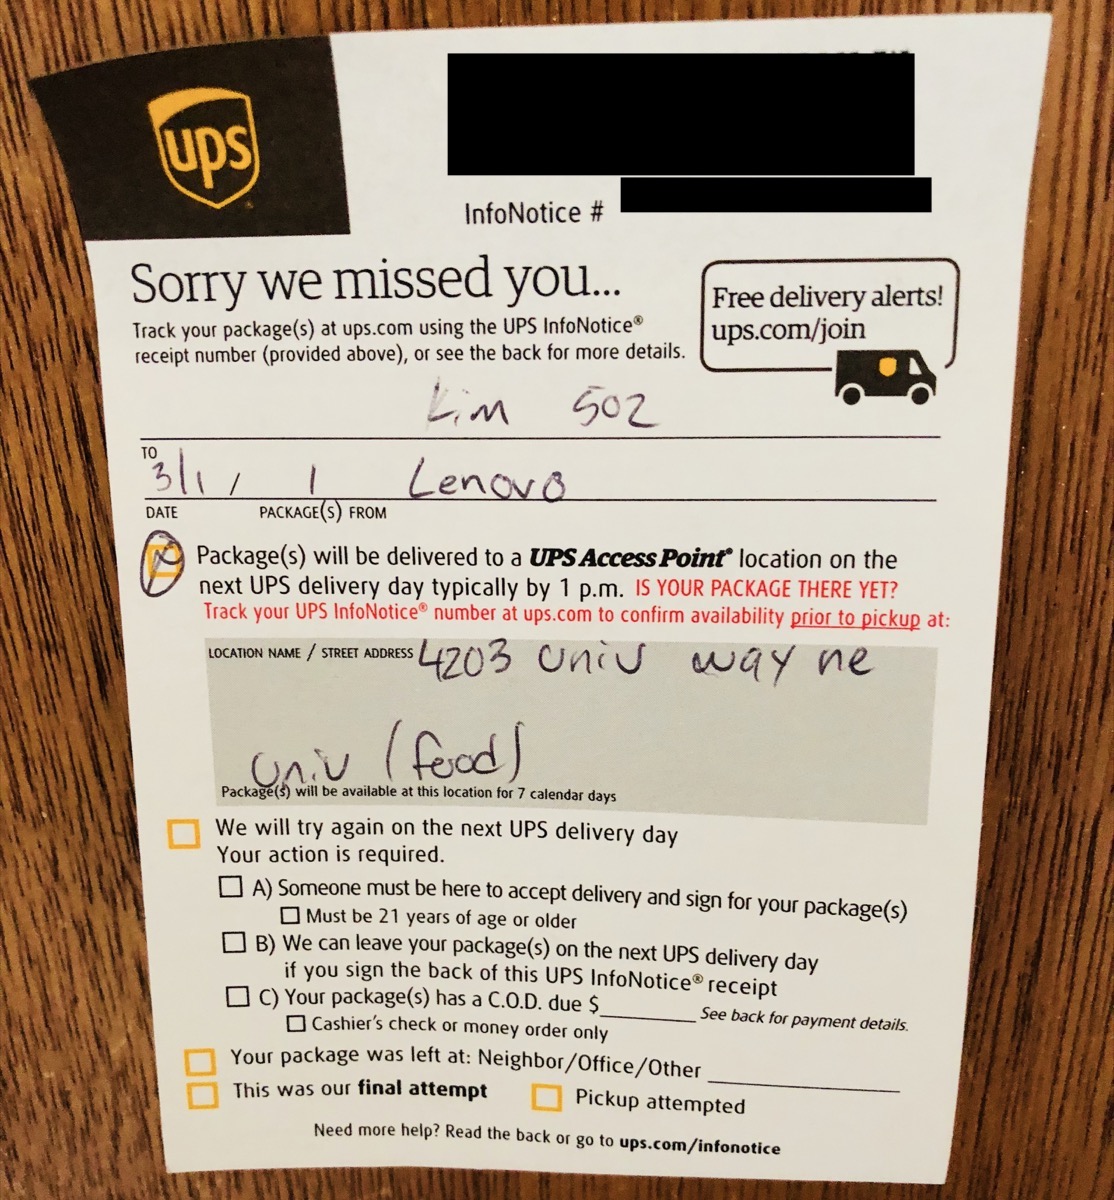 ups
InfoNotice #
Sorry we missed you...
Track your package(s) at ups.com using the UPS InfoNotice®
receipt number (provided above), or see the back for more details.
Free delivery alerts!
ups.com/join
Kim 502
TO
3/1/ 1 Lenovo
DATE PACKAGE(S) FROM
Package(s) will be delivered to a UPS Access Point® location on the
next UPS delivery day typically by 1 p.m. IS YOUR PACKAGE THERE YET?
Track your UPS InfoNotice® number at ups.com to confirm availability prior to pickup at:
LOCATION NAME / STREET ADDRESS 4203 univ way ne
univ (food)
Package(s) will be available at this location for 7 calendar days
We will try again on the next UPS delivery day
Your action is required.
A) Someone must be here to accept delivery and sign for your package(s)
Must be 21 years of age or older
B) We can leave your package(s) on the next UPS delivery day
if you sign the back of this UPS InfoNotice® receipt
C) Your package(s) has a C.O.D. due $________ See back for payment details.
Cashier's check or money order only
Your package was left at: Neighbor/Office/Other ________
This was our final attempt Pickup attempted
Need more help? Read the back or go to ups.com/infonotice